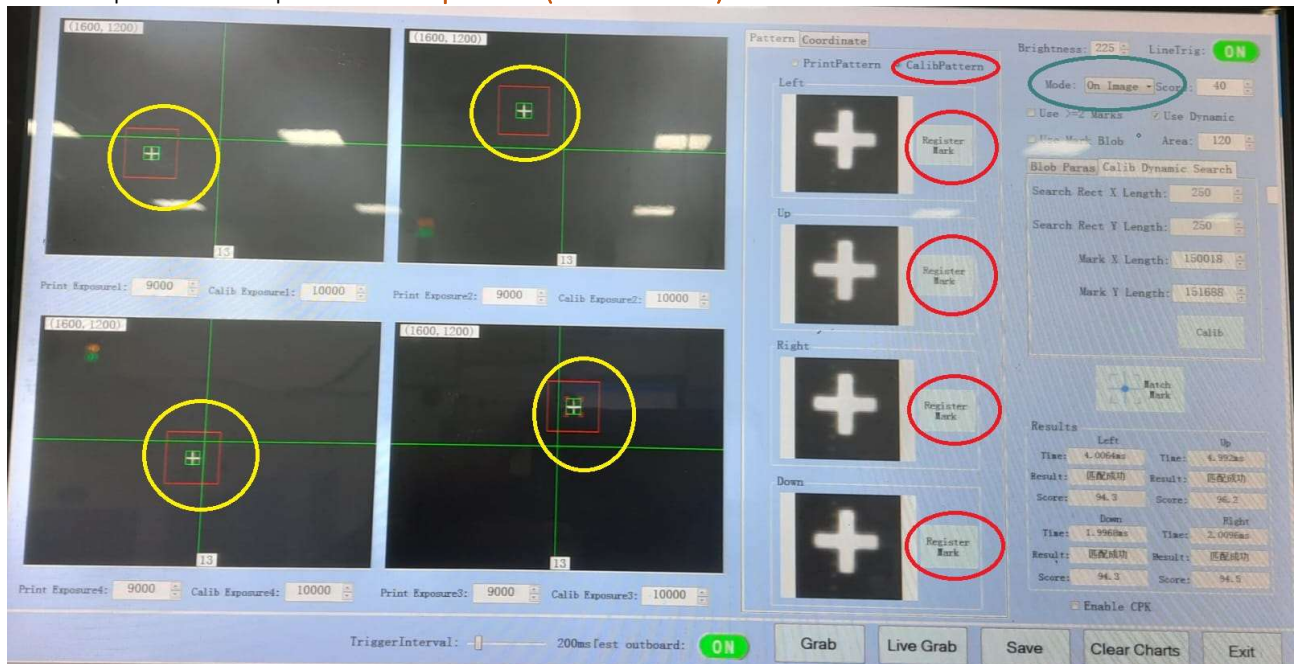 (1600, 1200)
(1600, 1200)
13
13
Print Exposure1: 9000 Calib Exposure1: 10000
Print Exposure2: 9000 Calib Exposure2: 10000
(1600, 1200)
(1600, 1200)
13
13
Print Exposure4: 9000 Calib Exposure4: 10000
Print Exposure3: 9000 Calib Exposure3: 10000
Pattern Coordinate
PrintPattern CalibPattern
Left
Register
Mark
Up
Register
Mark
Right
Register
Mark
Down
Register
Mark
Brightness: 225 LineTrig: ON
Mode: On Image Score: 40
Use >=2 Marks Use Dynamic
Use Mark Blob Area: 120
Blob Paras Calib Dynamic Search
Search Rect X Length: 250
Search Rect Y Length: 250
Mark X Length: 150018
Mark Y Length: 151688
Calib
Match
Mark
Results
Left Up
Time: 4.0064ms Time: 4.992ms
Result: 匹配成功 Result: 匹配成功
Score: 94.3 Score:
Down Right
Time: 1.9968ms Time: 2.0096ms
Result: 匹配成功 Result: 匹配成功
Score: 94.3 Score:
Enable CPK
TriggerInterval: 200ms Test outboard: ON
Grab Live Grab Save Clear Charts Exit